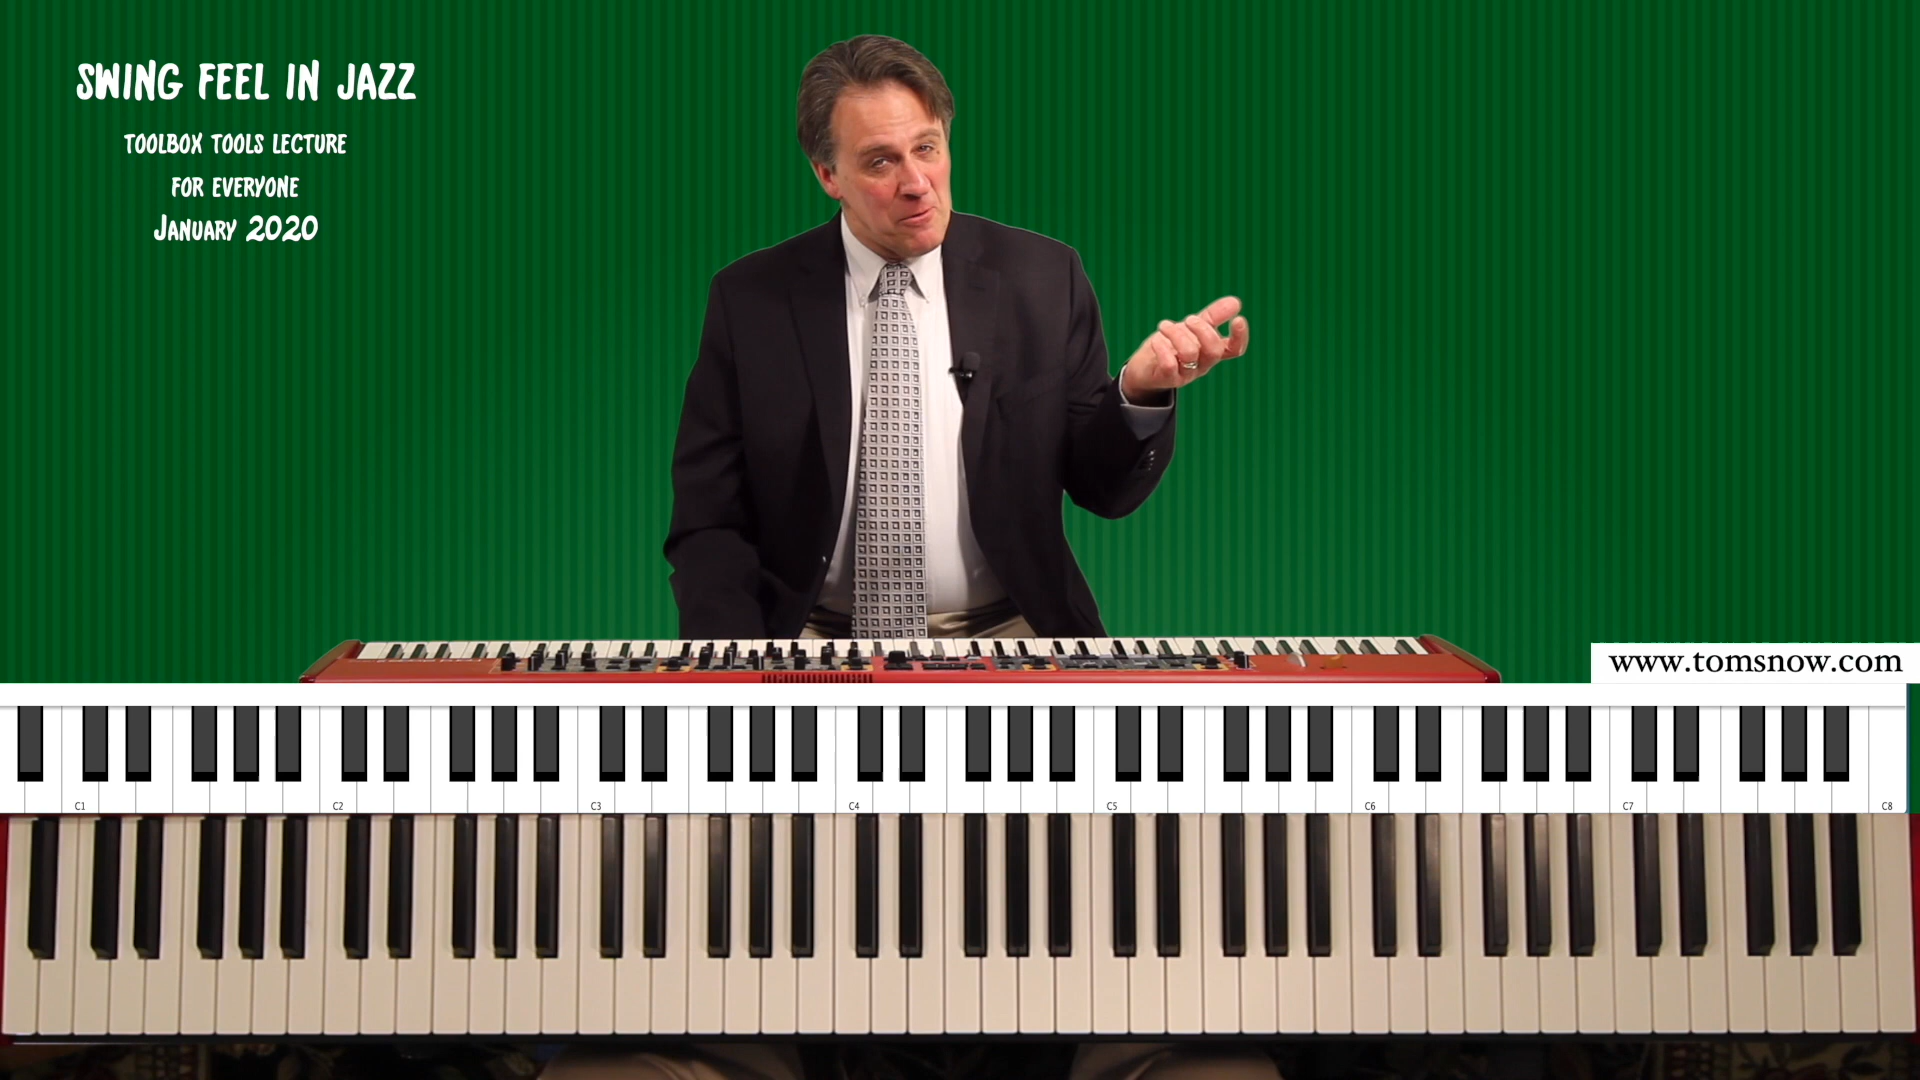 SWING FEEL IN JAZZ
TOOLBOX TOOLS LECTURE
FOR EVERYONE
JANUARY 2020
www.tomsnow.com
C1 C2 C3 C4 C5 C6 C7 C8